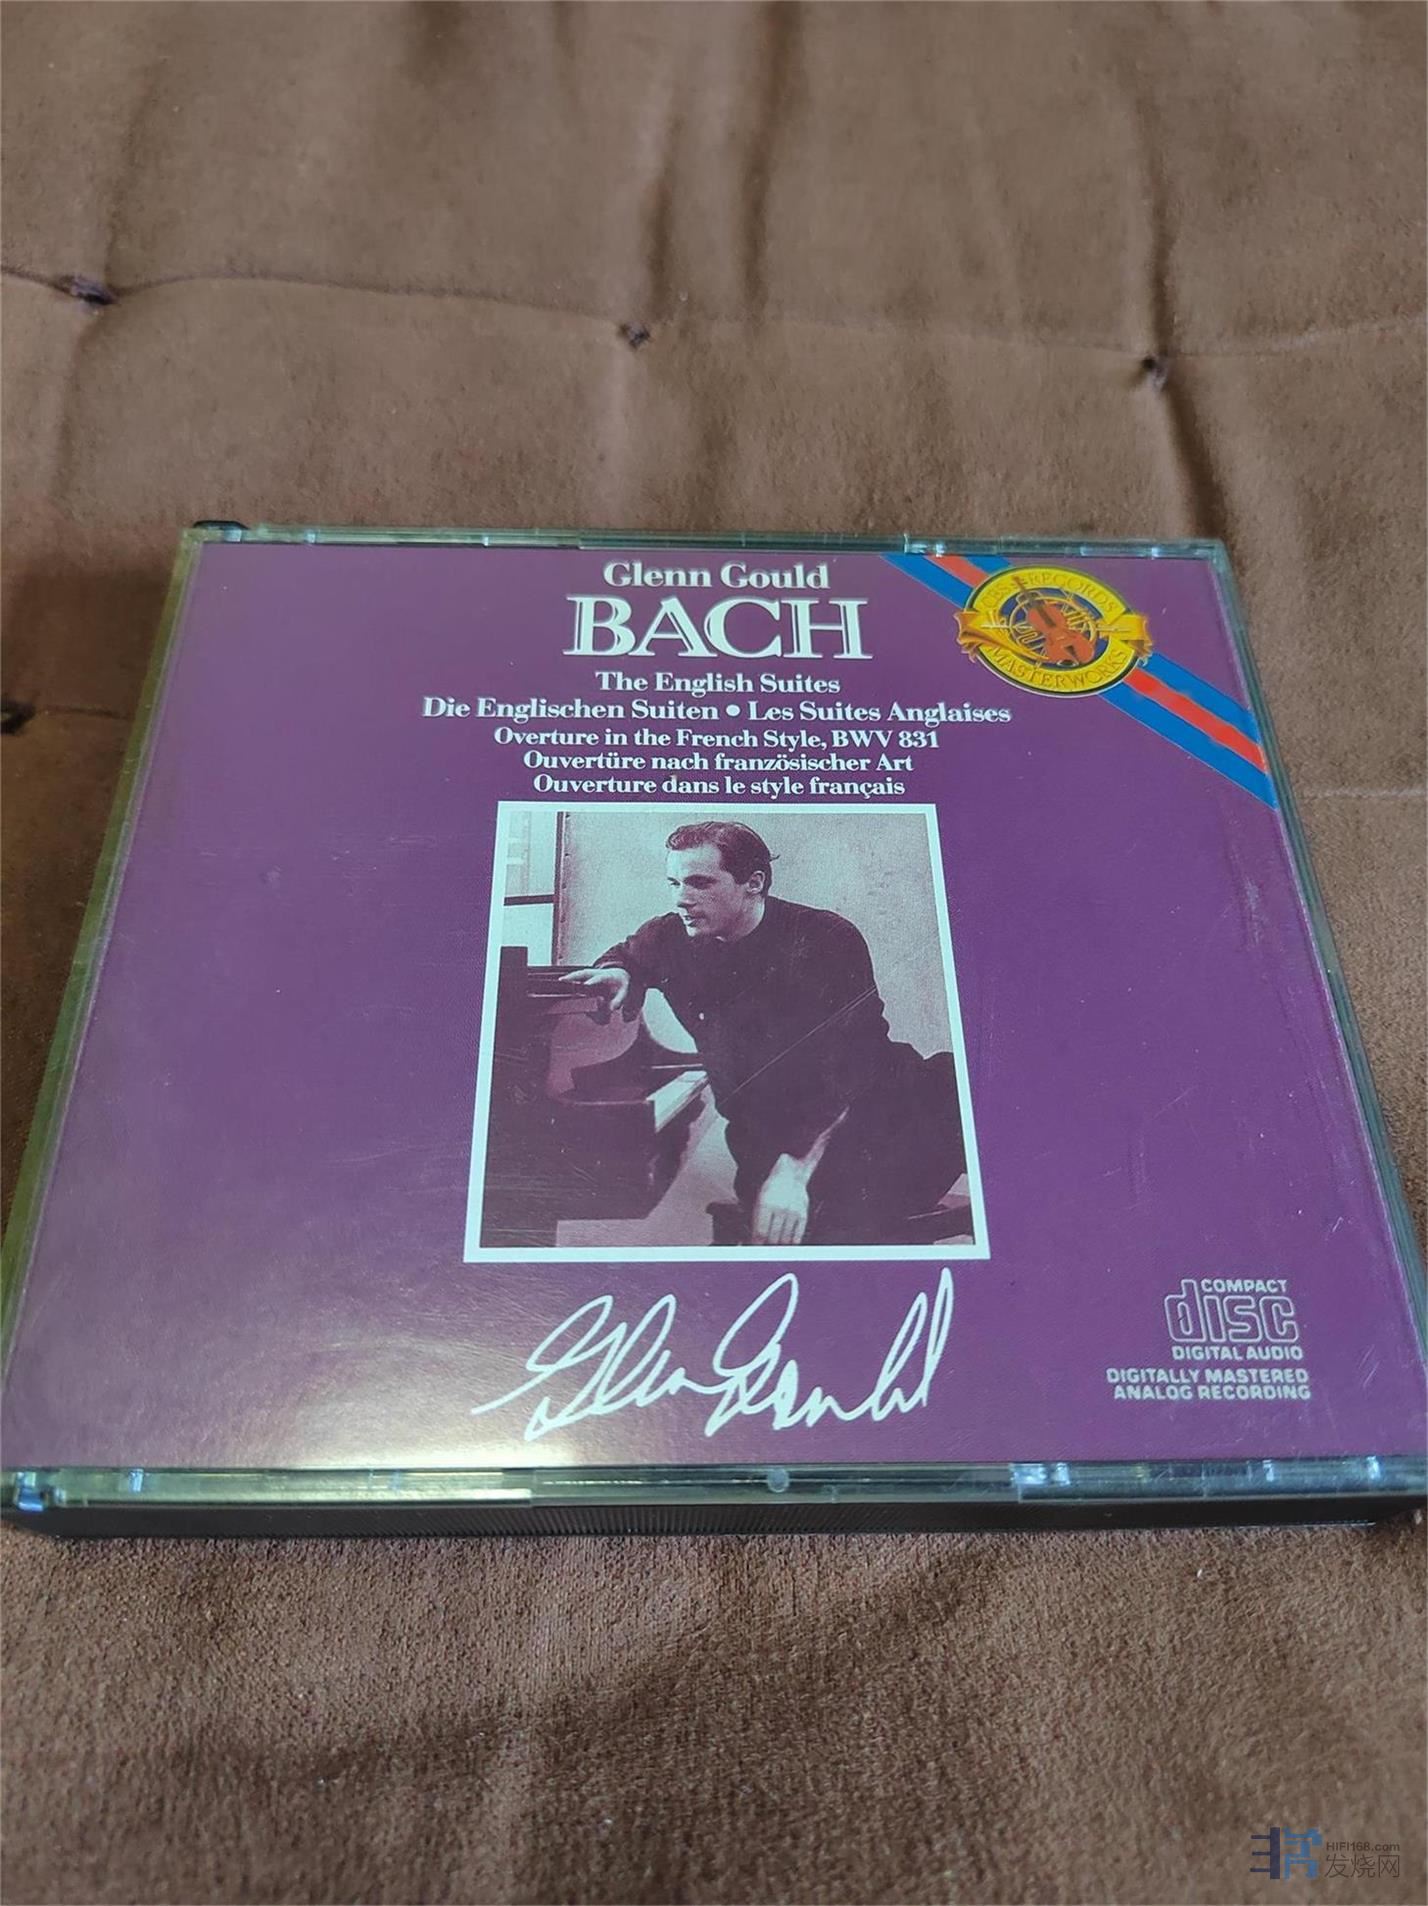 Glenn Gould
BACH
CBS RECORDS
MASTERWORKS
The English Suites
Die Englischen Suiten • Les Suites Anglaises
Overture in the French Style, BWV 831
Ouvertüre nach französischer Art
Ouverture dans le style français
Glenn Gould
COMPACT
disc
DIGITAL AUDIO
DIGITALLY MASTERED
ANALOG RECORDING
HIFI168.com
发烧网